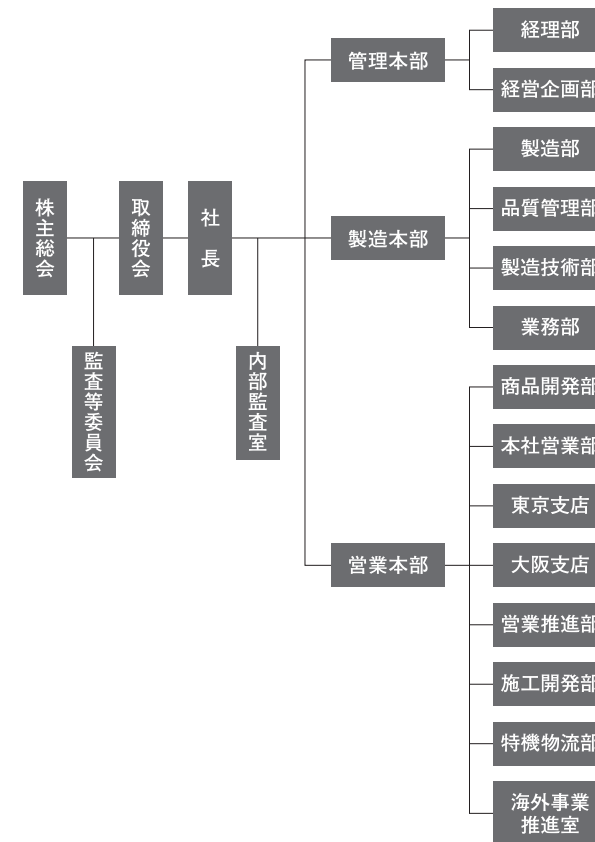 株主総会
監査等委員会
取締役会
社長
内部監査室
管理本部
経理部
経営企画部
製造本部
製造部
品質管理部
製造技術部
業務部
営業本部
商品開発部
本社営業部
東京支店
大阪支店
営業推進部
施工開発部
特機物流部
海外事業
推進室